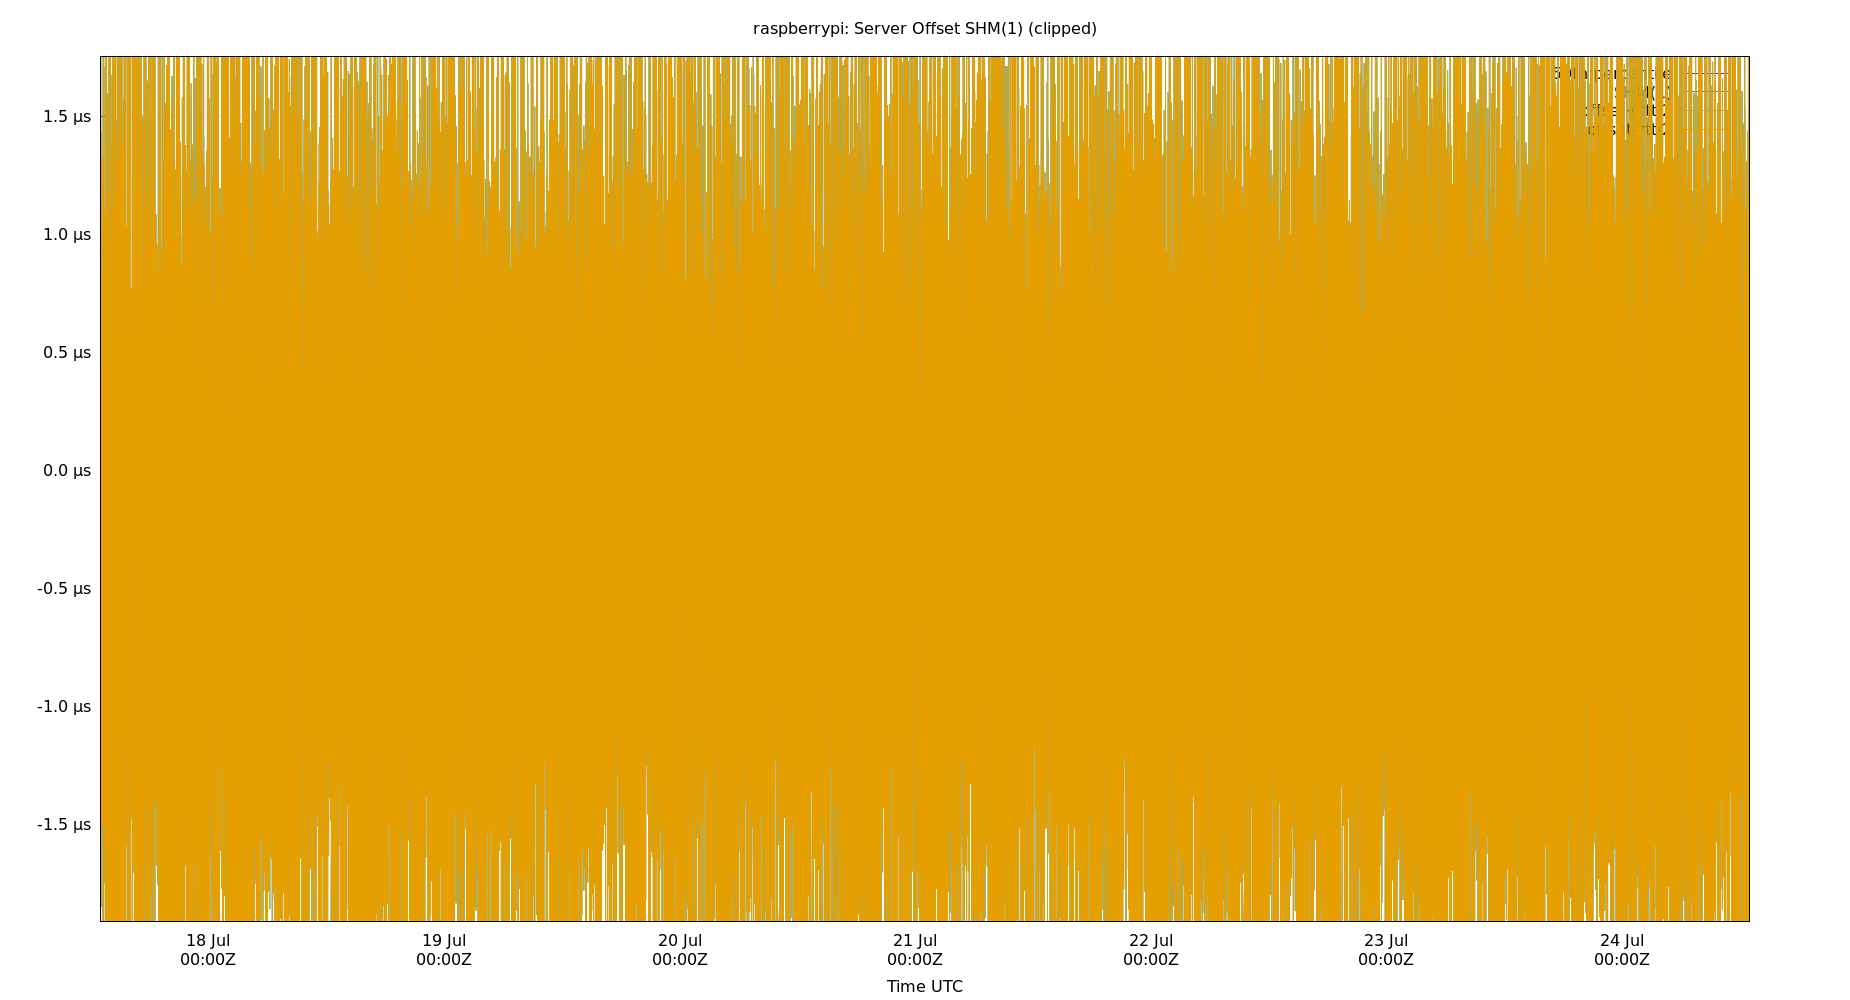 raspberrypi: Server Offset SHM(1) (clipped)
1.5 µs
1.0 µs
0.5 µs
0.0 µs
-0.5 µs
-1.0 µs
-1.5 µs
18 Jul 19 Jul 20 Jul 21 Jul 22 Jul 23 Jul 24 Jul
00:00Z 00:00Z 00:00Z 00:00Z 00:00Z 00:00Z 00:00Z
Time UTC